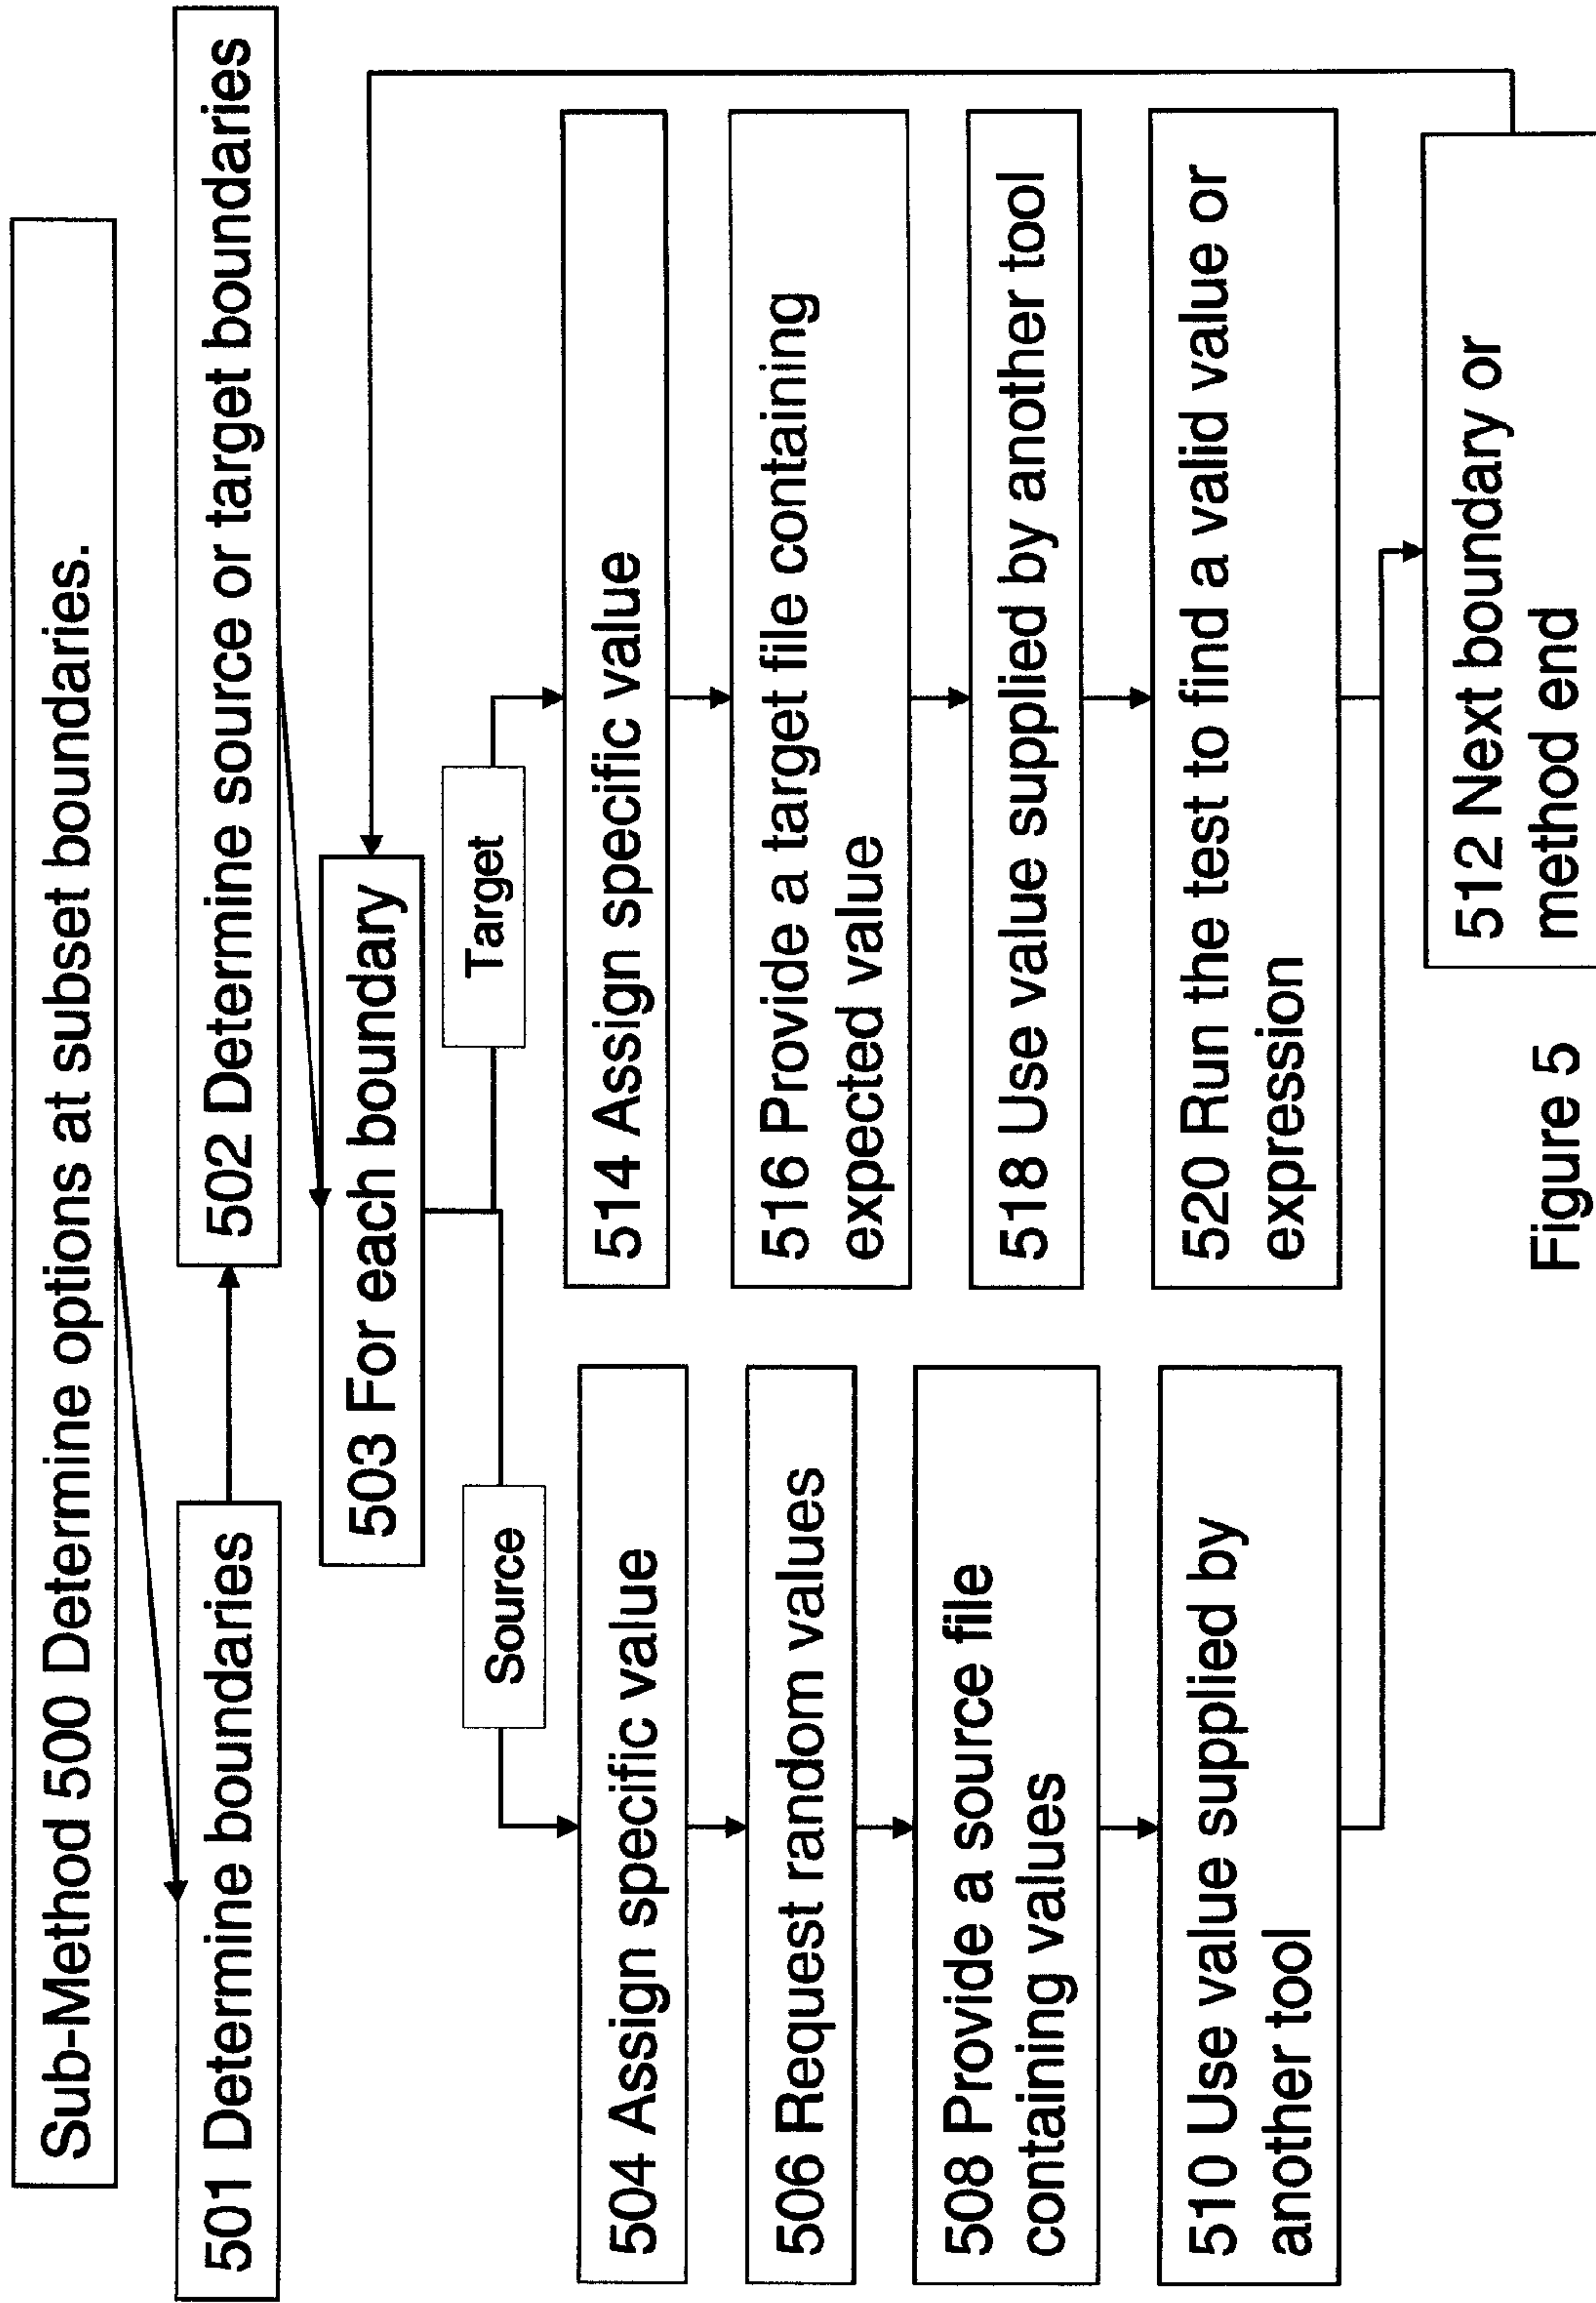 Sub-Method 500 Determine options at subset boundaries.
501 Determine boundaries
502 Determine source or target boundaries
503 For each boundary
Source
Target
504 Assign specific value
506 Request random values
508 Provide a source file
containing values
510 Use value supplied by
another tool
514 Assign specific value
516 Provide a target file containing
expected value
518 Use value supplied by another tool
520 Run the test to find a valid value or
expression
512 Next boundary or
method end
Figure 5